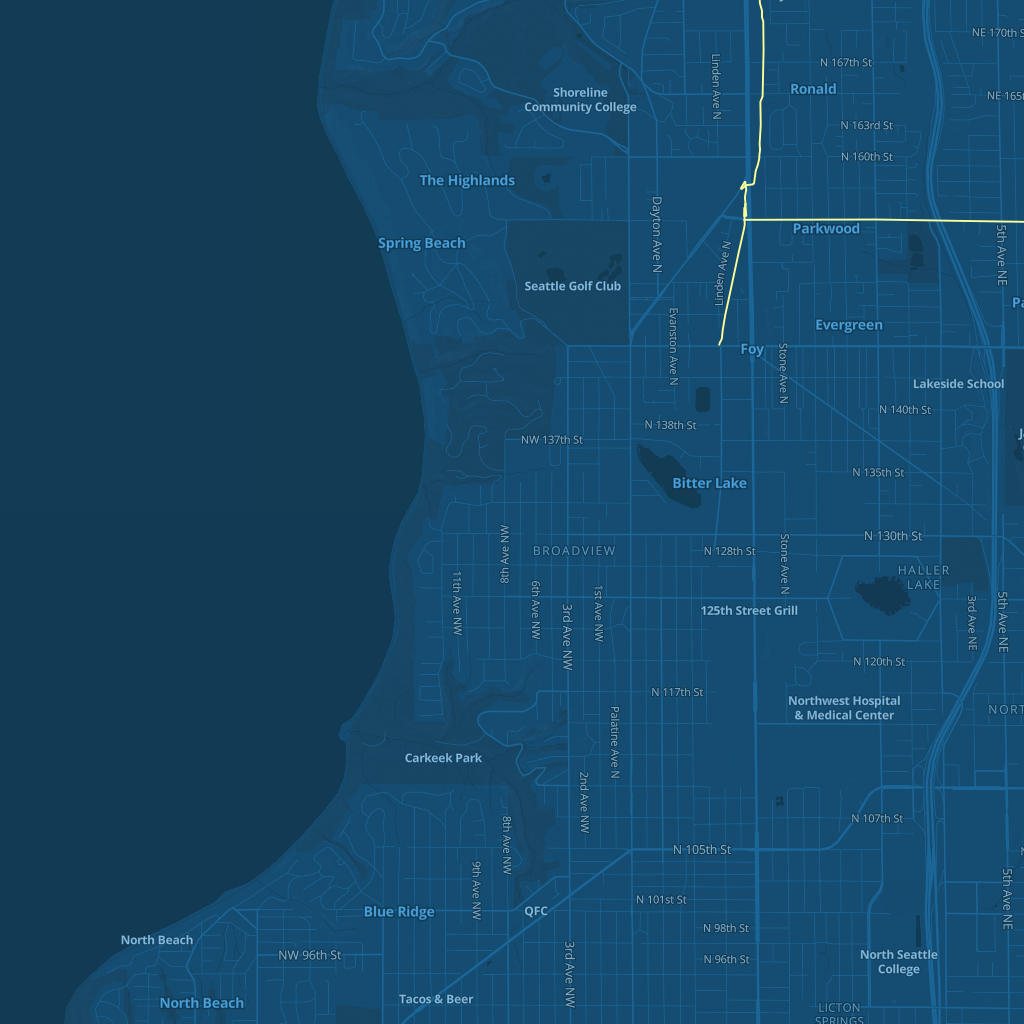 NE 170th S
N 167th St
Linden Ave N
Ronald
Shoreline
Community College
NE 165
N 163rd St
N 160th St
The Highlands
Dayton Ave N
Parkwood
5th Ave NE
Spring Beach
Linden Ave N
Seattle Golf Club
Pa
Evanston Ave N
Evergreen
Foy
Stone Ave N
Lakeside School
N 140th St
N 138th St
NW 137th St
J
N 135th St
Bitter Lake
8th Ave NW
N 130th St
BROADVIEW
N 128th St
Stone Ave N
HALLER
LAKE
11th Ave NW
6th Ave NW
1st Ave NW
3rd Ave NW
125th Street Grill
3rd Ave NE
5th Ave NE
N 120th St
N 117th St
Northwest Hospital
& Medical Center
NORT
Palatine Ave N
Carkeek Park
2nd Ave NW
8th Ave NW
N 107th St
N 105th St
9th Ave NW
5th Ave NE
N 101st St
Blue Ridge
QFC
N 98th St
North Beach
3rd Ave NW
NW 96th St
N 96th St
North Seattle
College
North Beach
Tacos & Beer
LICTON
SPRINGS